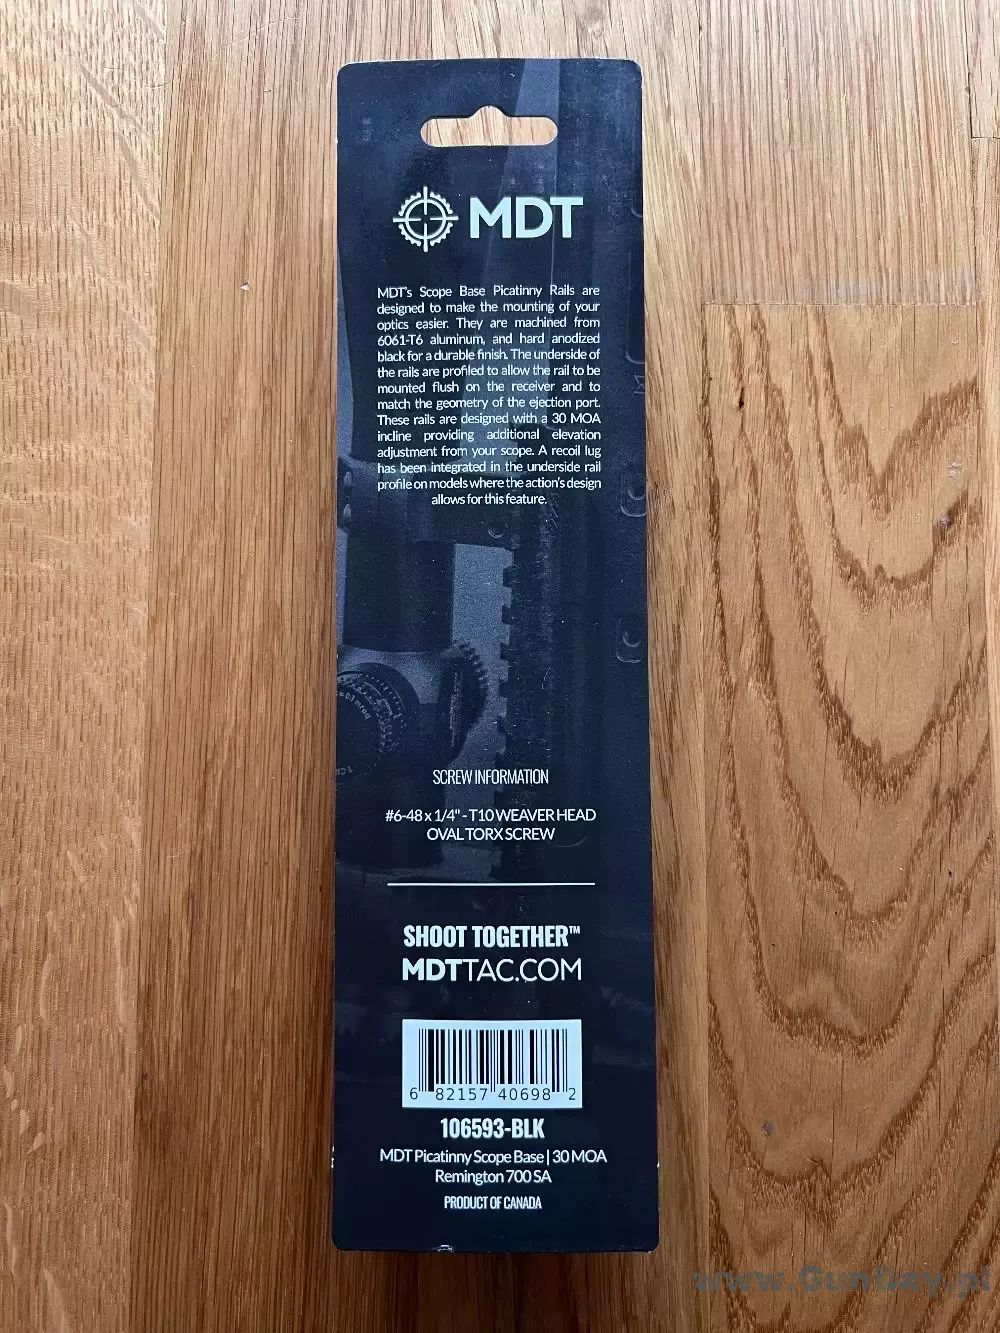 MDT
MDT's Scope Base Picatinny Rails are
designed to make the mounting of your
optics easier. They are machined from
6061-T6 aluminum, and hard anodized
black for a durable finish. The underside of
the rails are profiled to allow the rail to be
mounted flush on the receiver and to
match the geometry of the ejection port.
These rails are designed with a 30 MOA
incline providing additional elevation
adjustment from your scope. A recoil lug
has been integrated in the underside rail
profile on models where the action's design
allows for this feature.
SCREW INFORMATION
#6-48 x 1/4" - T10 WEAVER HEAD
OVAL TORX SCREW
SHOOT TOGETHER™
MDTTAC.COM
6 82157 40698 2
106593-BLK
MDT Picatinny Scope Base | 30 MOA
Remington 700 SA
PRODUCT OF CANADA